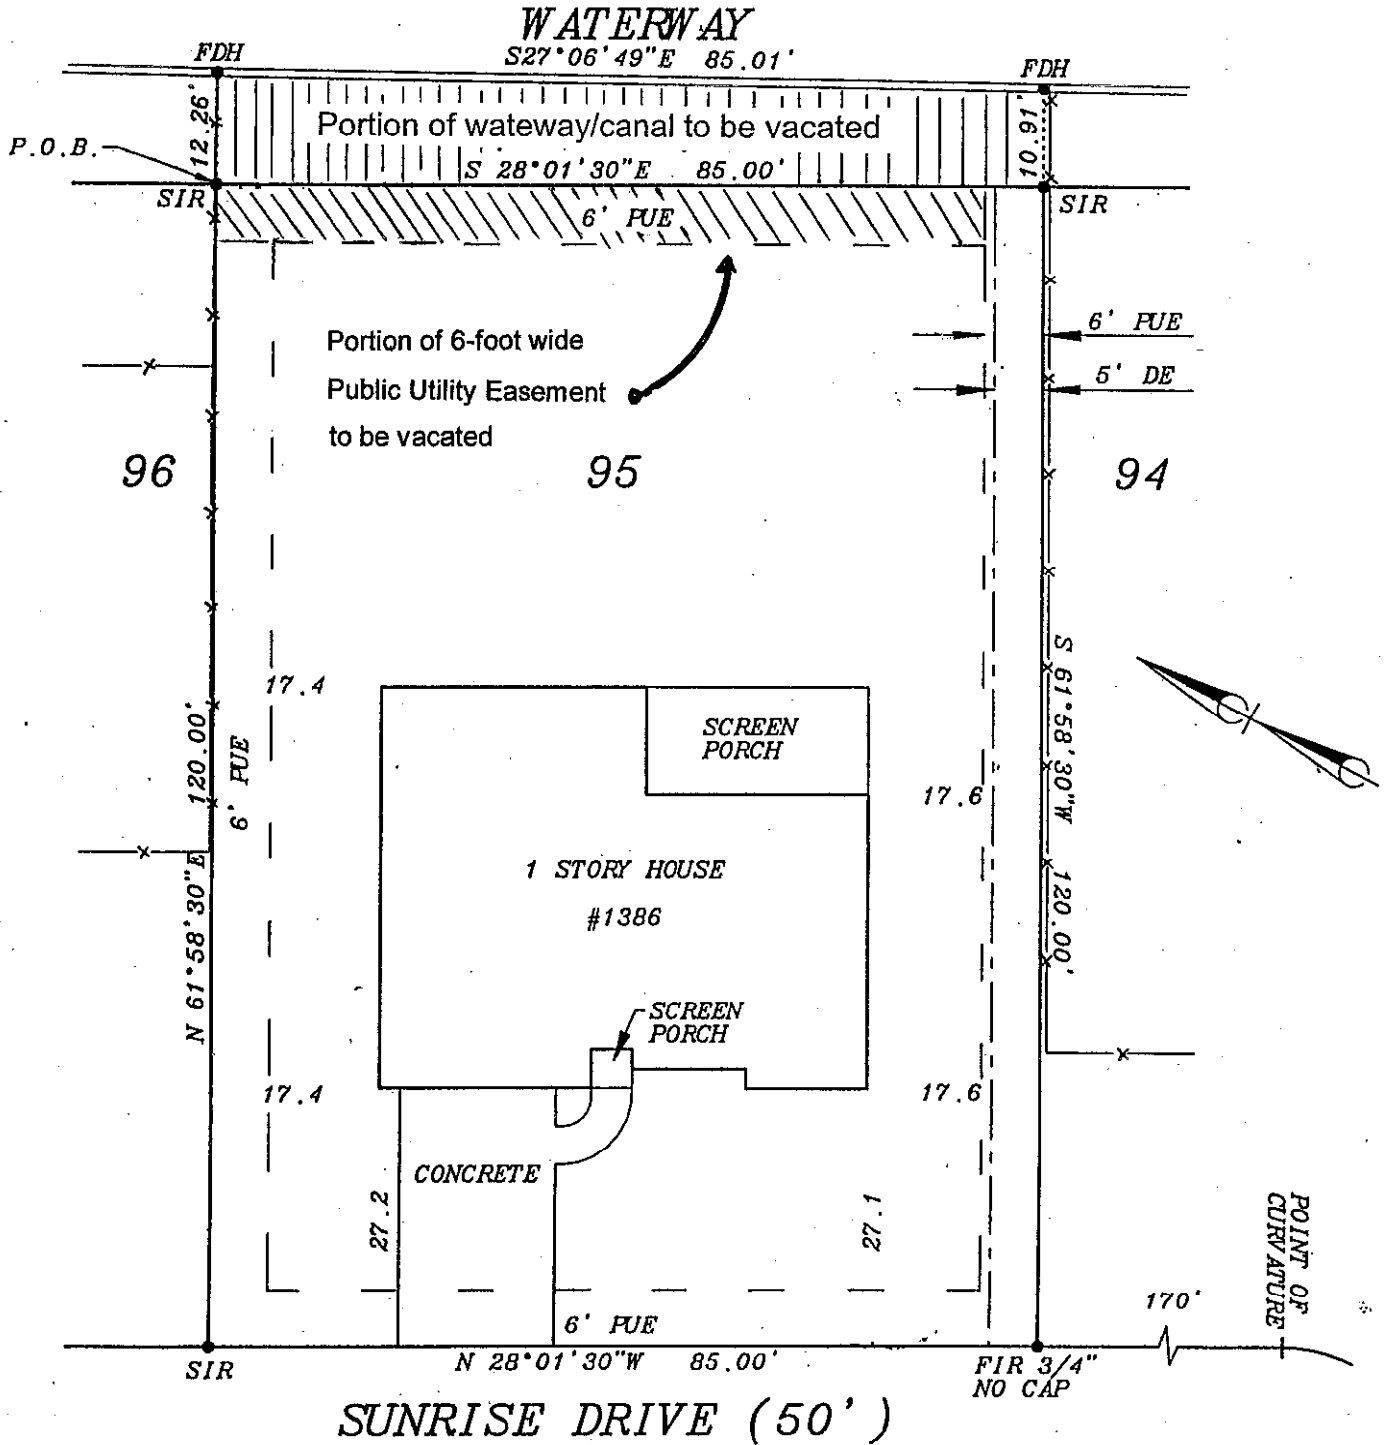 WATERWAY
FDH
S27°06'49"E 85.01'
FDH
12.26'
Portion of wateway/canal to be vacated
10.91'
P.O.B.
S 28°01'30"E 85.00'
SIR
6' PUE
SIR
Portion of 6-foot wide
Public Utility Easement
to be vacated
6' PUE
5' DE
96
95
94
17.4
SCREEN
PORCH
S 61°58'30"W 120.00'
N 61°58'30"E 120.00'
6' PUE
17.6
1 STORY HOUSE
#1386
SCREEN
PORCH
17.4
17.6
CONCRETE
27.2
27.1
POINT OF
CURVATURE
170'
6' PUE
SIR
N 28°01'30"W 85.00'
FIR 3/4"
NO CAP
SUNRISE DRIVE (50')